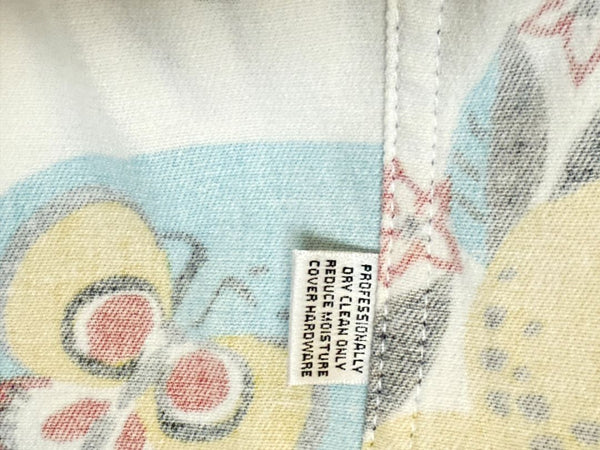 PROFESSIONALLY
DRY CLEAN ONLY
REDUCE MOISTURE
COVER HARDWARE